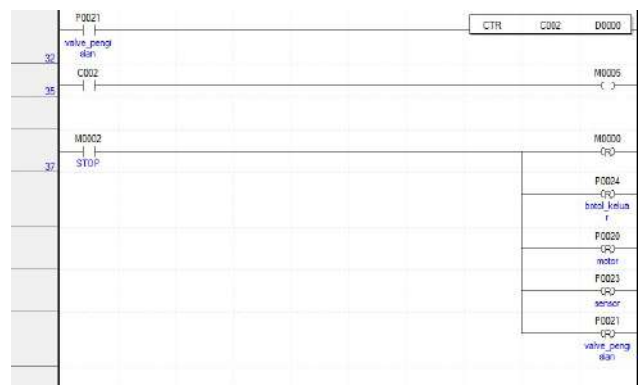 P0021
CTR C002 D0000
valve_pengi
sian
32
C002 M0005
35
M0002 M0000
(R)
STOP
37
P0024
(R)
botol_kelua
r
P0020
(R)
motor
P0023
(R)
sensor
P0021
(R)
valve_pengi
sian